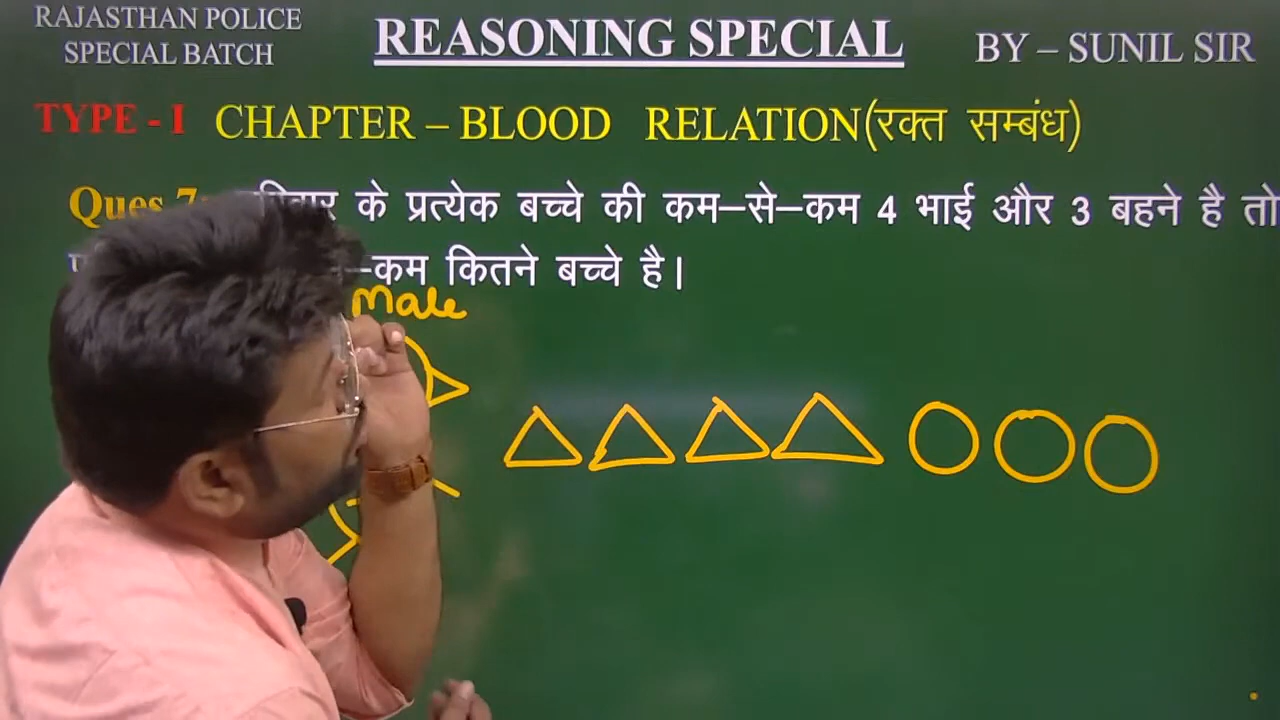 RAJASTHAN POLICE
SPECIAL BATCH
REASONING SPECIAL
BY – SUNIL SIR
TYPE - I CHAPTER – BLOOD RELATION(रक्त सम्बंध)
Ques 7 के प्रत्येक बच्चे की कम–से–कम 4 भाई और 3 बहने है तो
–कम कितने बच्चे है।
Male